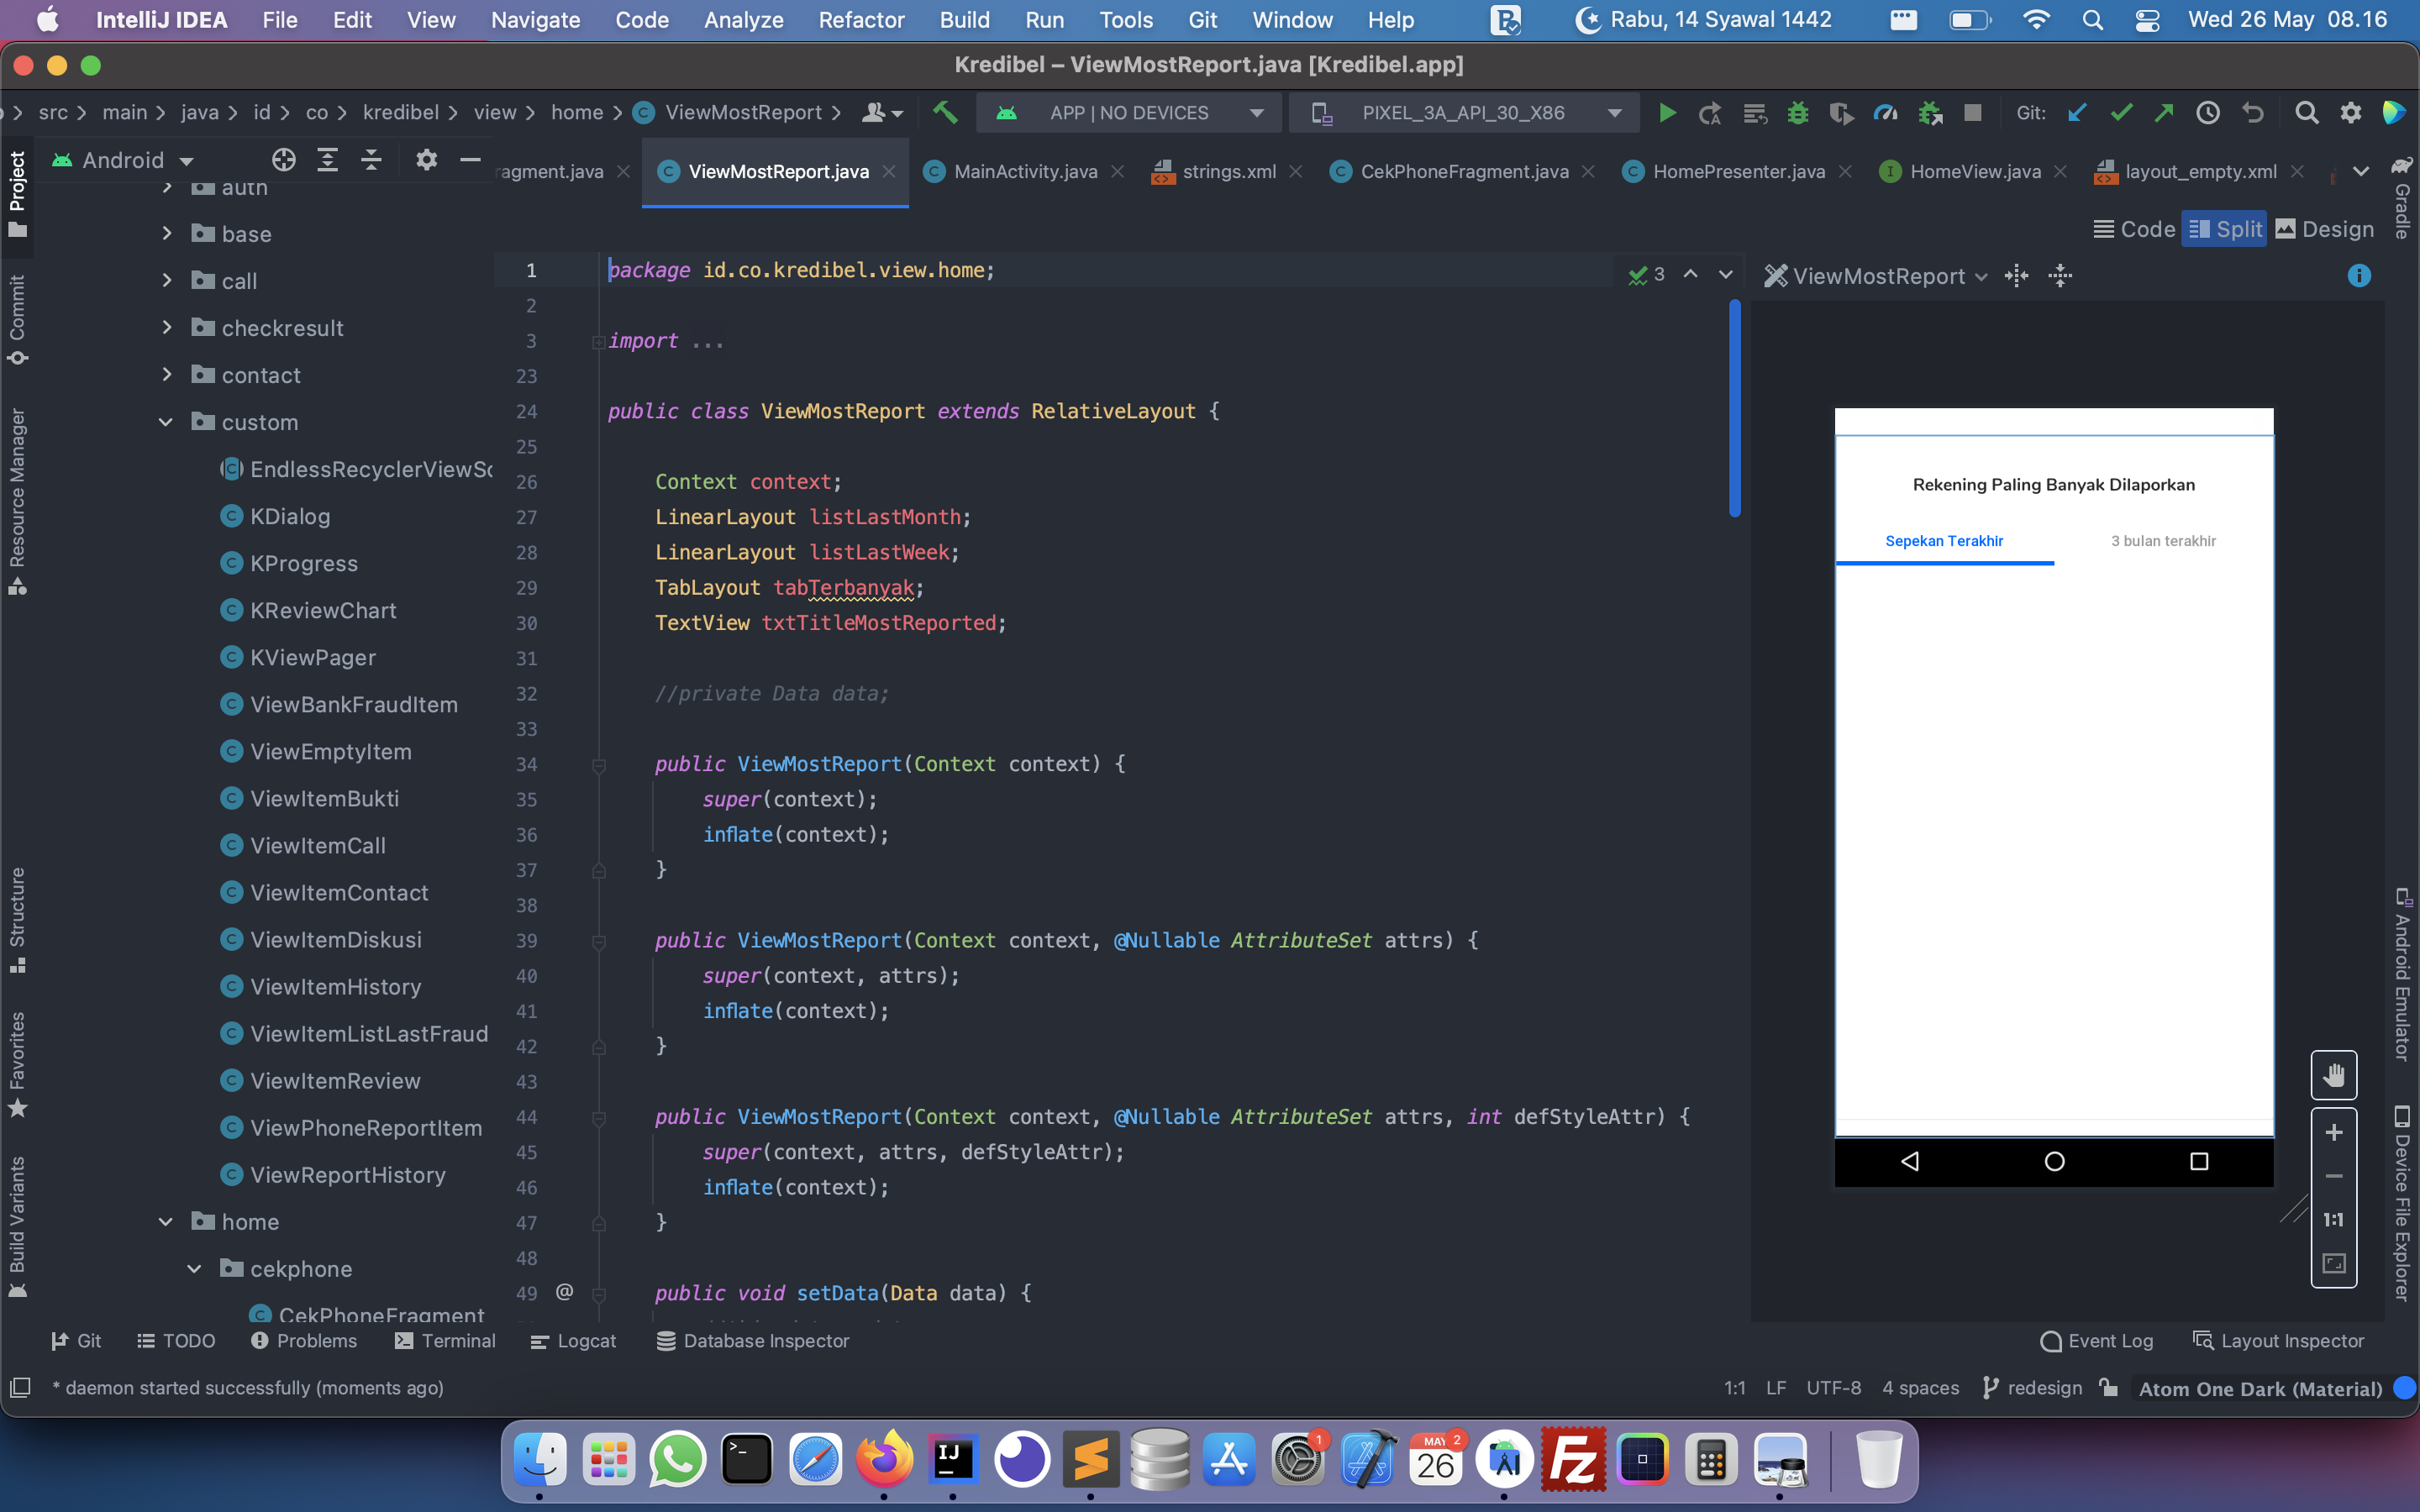 IntelliJ IDEA File Edit View Navigate Code Analyze Refactor Build Run Tools Git Window Help Rabu, 14 Syawal 1442 Wed 26 May 08.16
Kredibel – ViewMostReport.java [Kredibel.app]
src main java id co kredibel view home ViewMostReport APP | NO DEVICES PIXEL_3A_API_30_X86 Git:
Android
ragment.java ViewMostReport.java MainActivity.java strings.xml CekPhoneFragment.java HomePresenter.java HomeView.java layout_empty.xml
Code Split Design
Project
Commit
Resource Manager
Structure
Favorites
Build Variants
auth
base
call
checkresult
contact
custom
EndlessRecyclerViewSc
KDialog
KProgress
KReviewChart
KViewPager
ViewBankFraudItem
ViewEmptyItem
ViewItemBukti
ViewItemCall
ViewItemContact
ViewItemDiskusi
ViewItemHistory
ViewItemListLastFraud
ViewItemReview
ViewPhoneReportItem
ViewReportHistory
home
cekphone
CekPhoneFragment
1 package id.co.kredibel.view.home;
2
3 import ...
23
24 public class ViewMostReport extends RelativeLayout {
25
26 Context context;
27 LinearLayout listLastMonth;
28 LinearLayout listLastWeek;
29 TabLayout tabTerbanyak;
30 TextView txtTitleMostReported;
31
32 //private Data data;
33
34 public ViewMostReport(Context context) {
35 super(context);
36 inflate(context);
37 }
38
39 public ViewMostReport(Context context, @Nullable AttributeSet attrs) {
40 super(context, attrs);
41 inflate(context);
42 }
43
44 public ViewMostReport(Context context, @Nullable AttributeSet attrs, int defStyleAttr) {
45 super(context, attrs, defStyleAttr);
46 inflate(context);
47 }
48
49 @ public void setData(Data data) {
3
ViewMostReport
Rekening Paling Banyak Dilaporkan
Sepekan Terakhir 3 bulan terakhir
1:1
Gradle
Android Emulator
Device File Explorer
Git TODO Problems Terminal Logcat Database Inspector Event Log Layout Inspector
* daemon started successfully (moments ago) 1:1 LF UTF-8 4 spaces redesign Atom One Dark (Material)
IJ
1
MAY 2
26
Fz